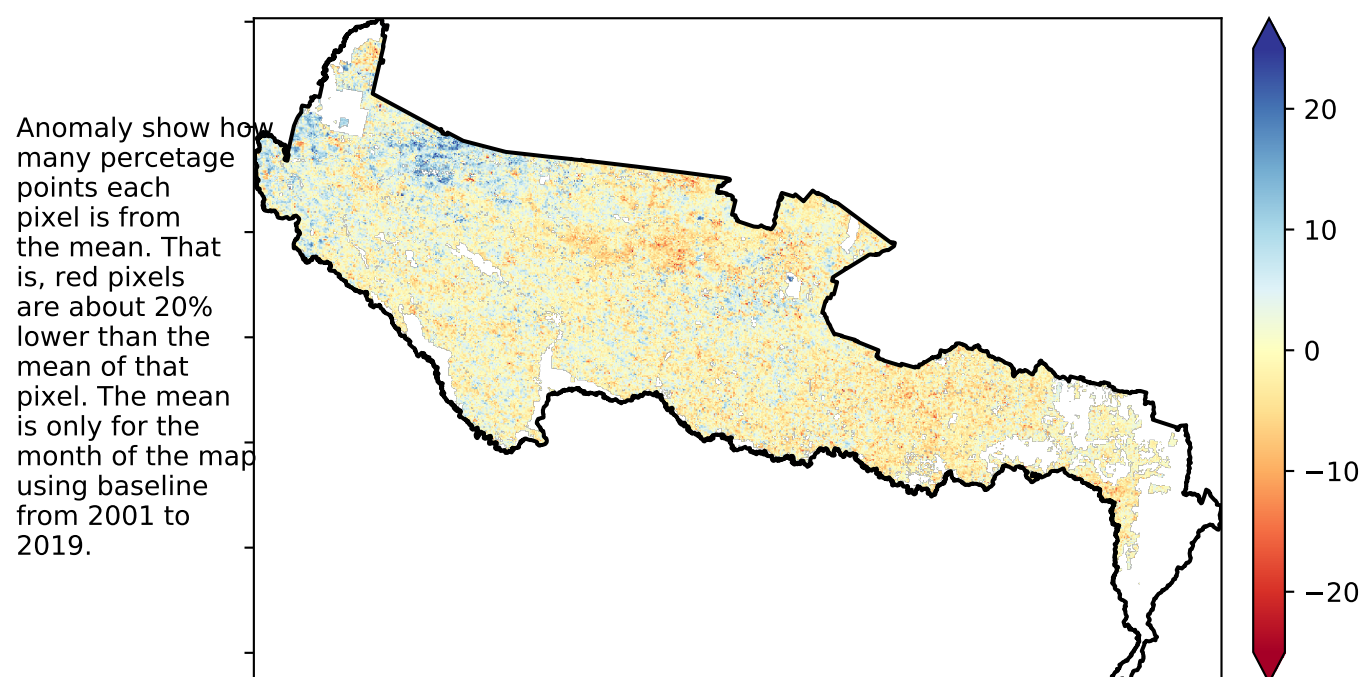 Anomaly show how
many percetage
points each
pixel is from
the mean. That
is, red pixels
are about 20%
lower than the
mean of that
pixel. The mean
is only for the
month of the map
using baseline
from 2001 to
2019.
20
10
0
−10
−20